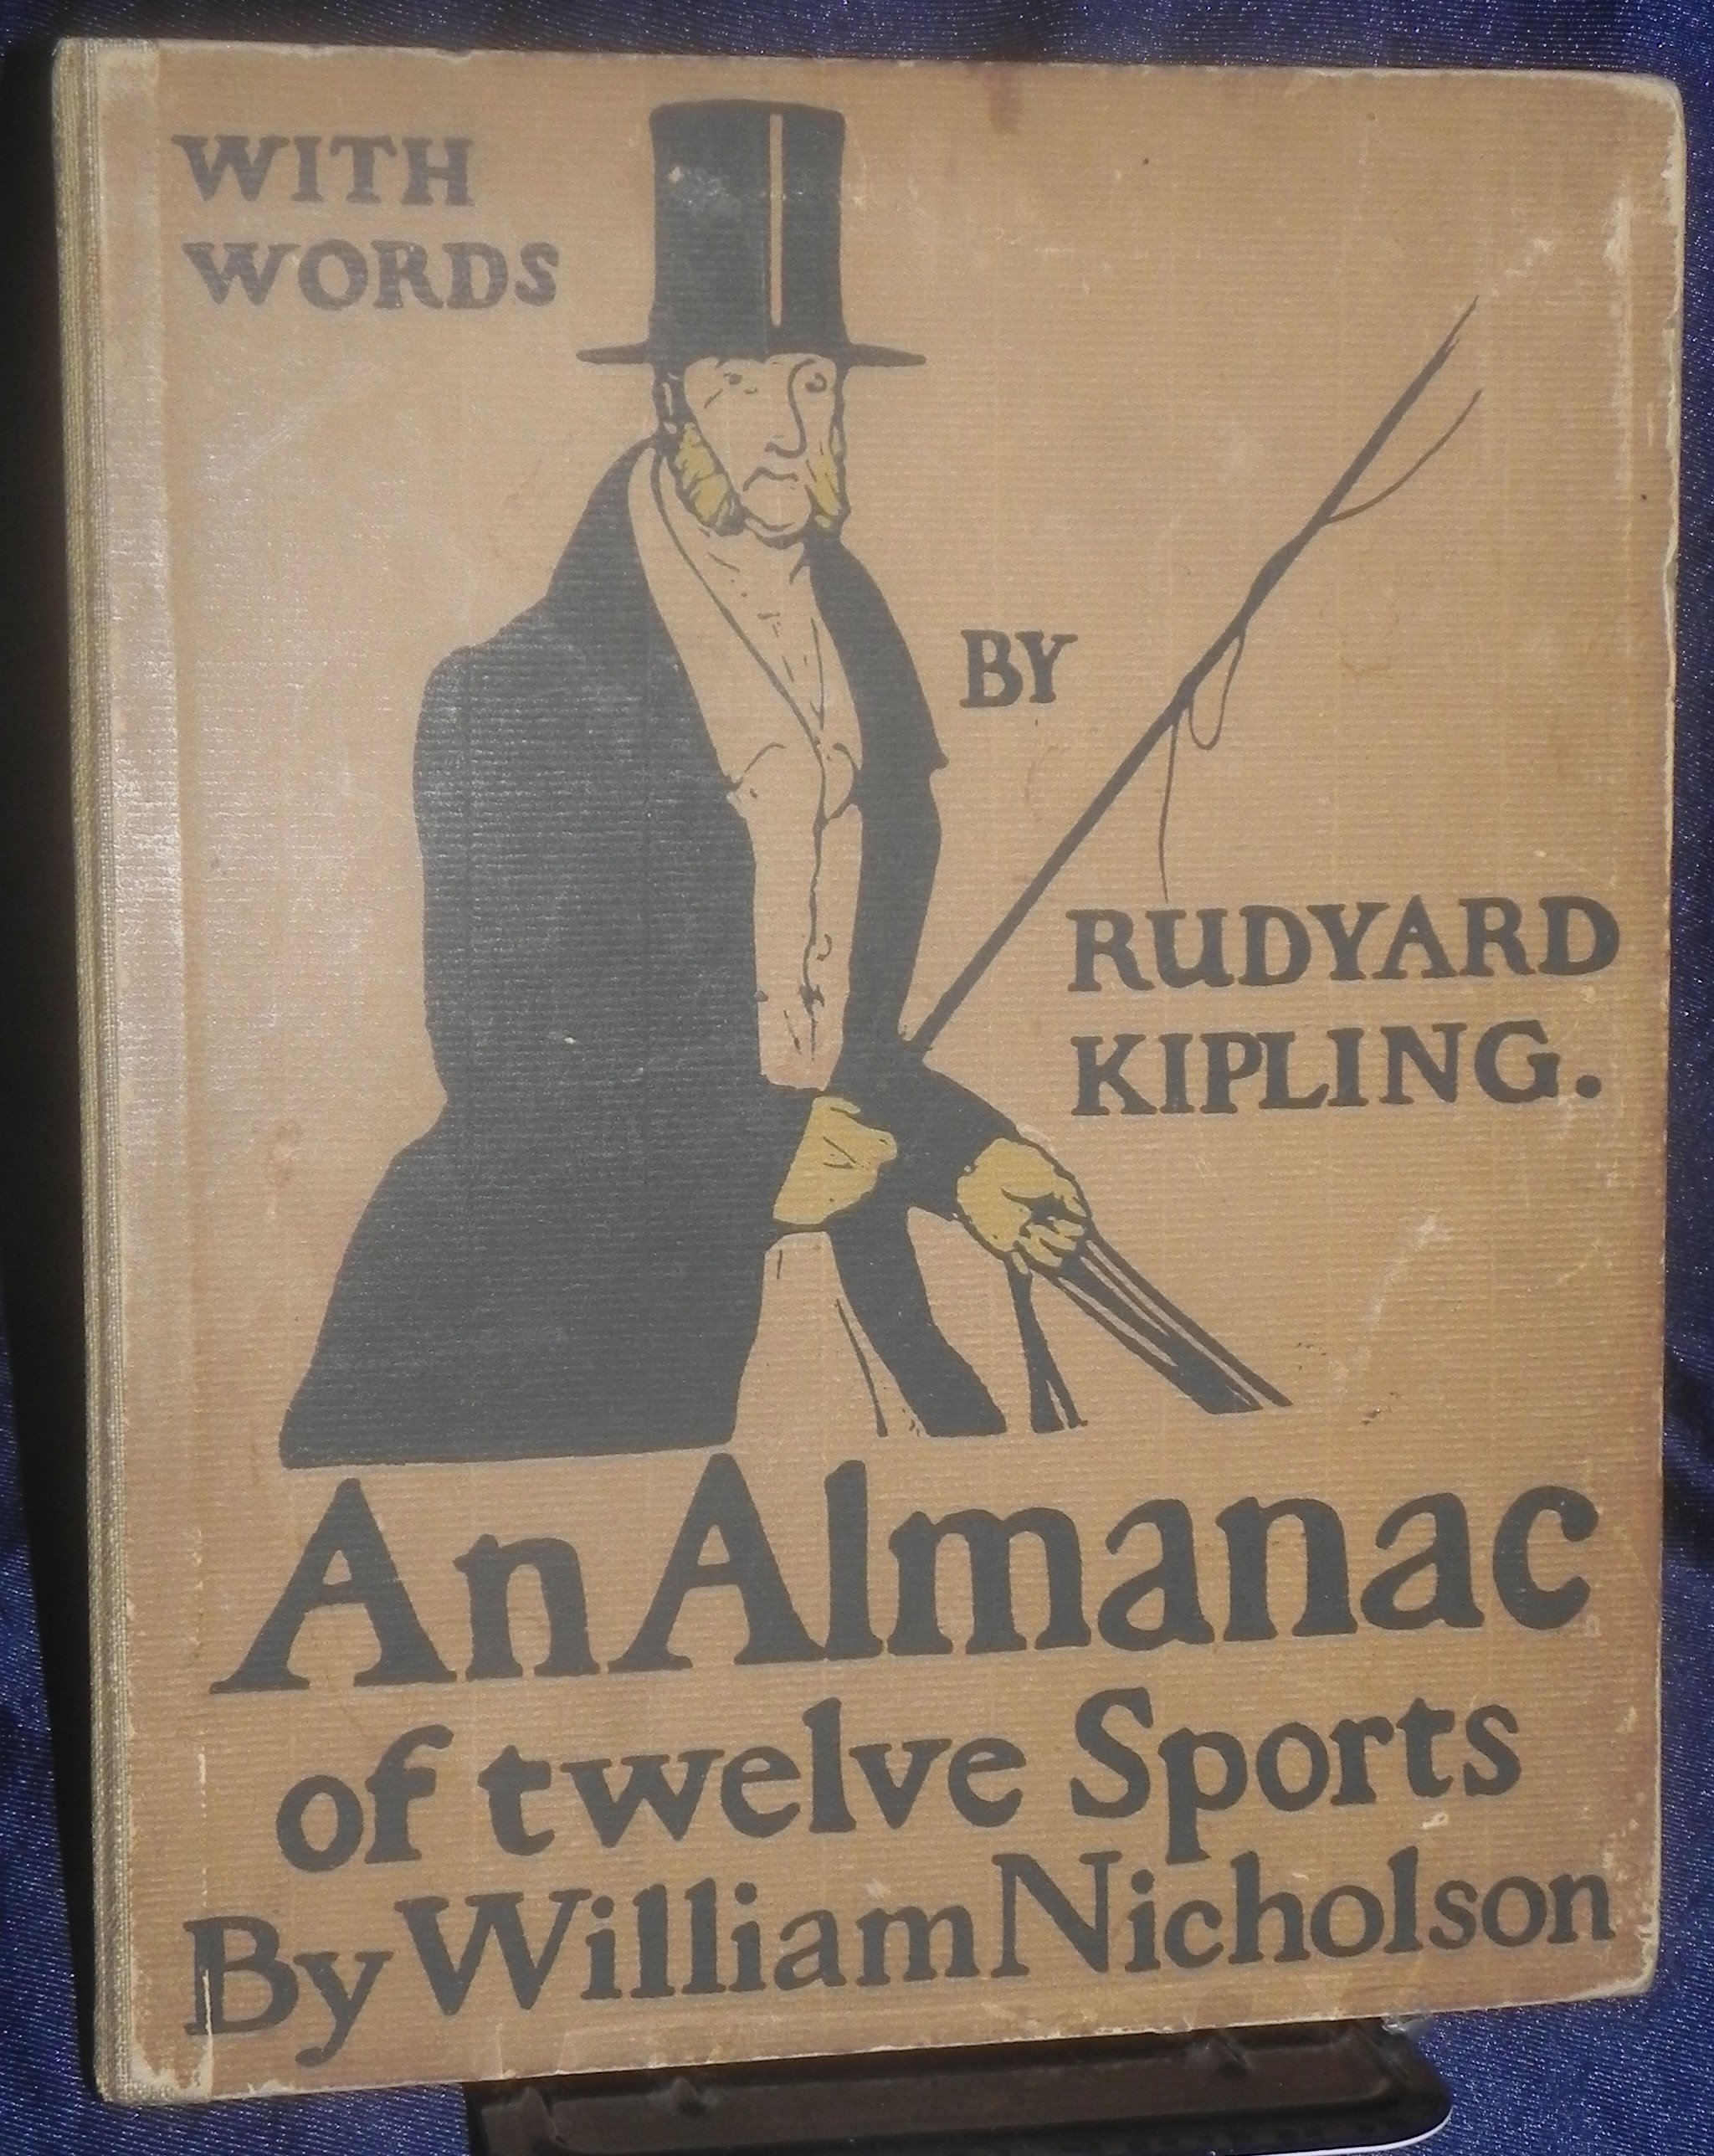 WITH
WORDS
BY
RUDYARD
KIPLING.
An Almanac
of twelve Sports
By William Nicholson